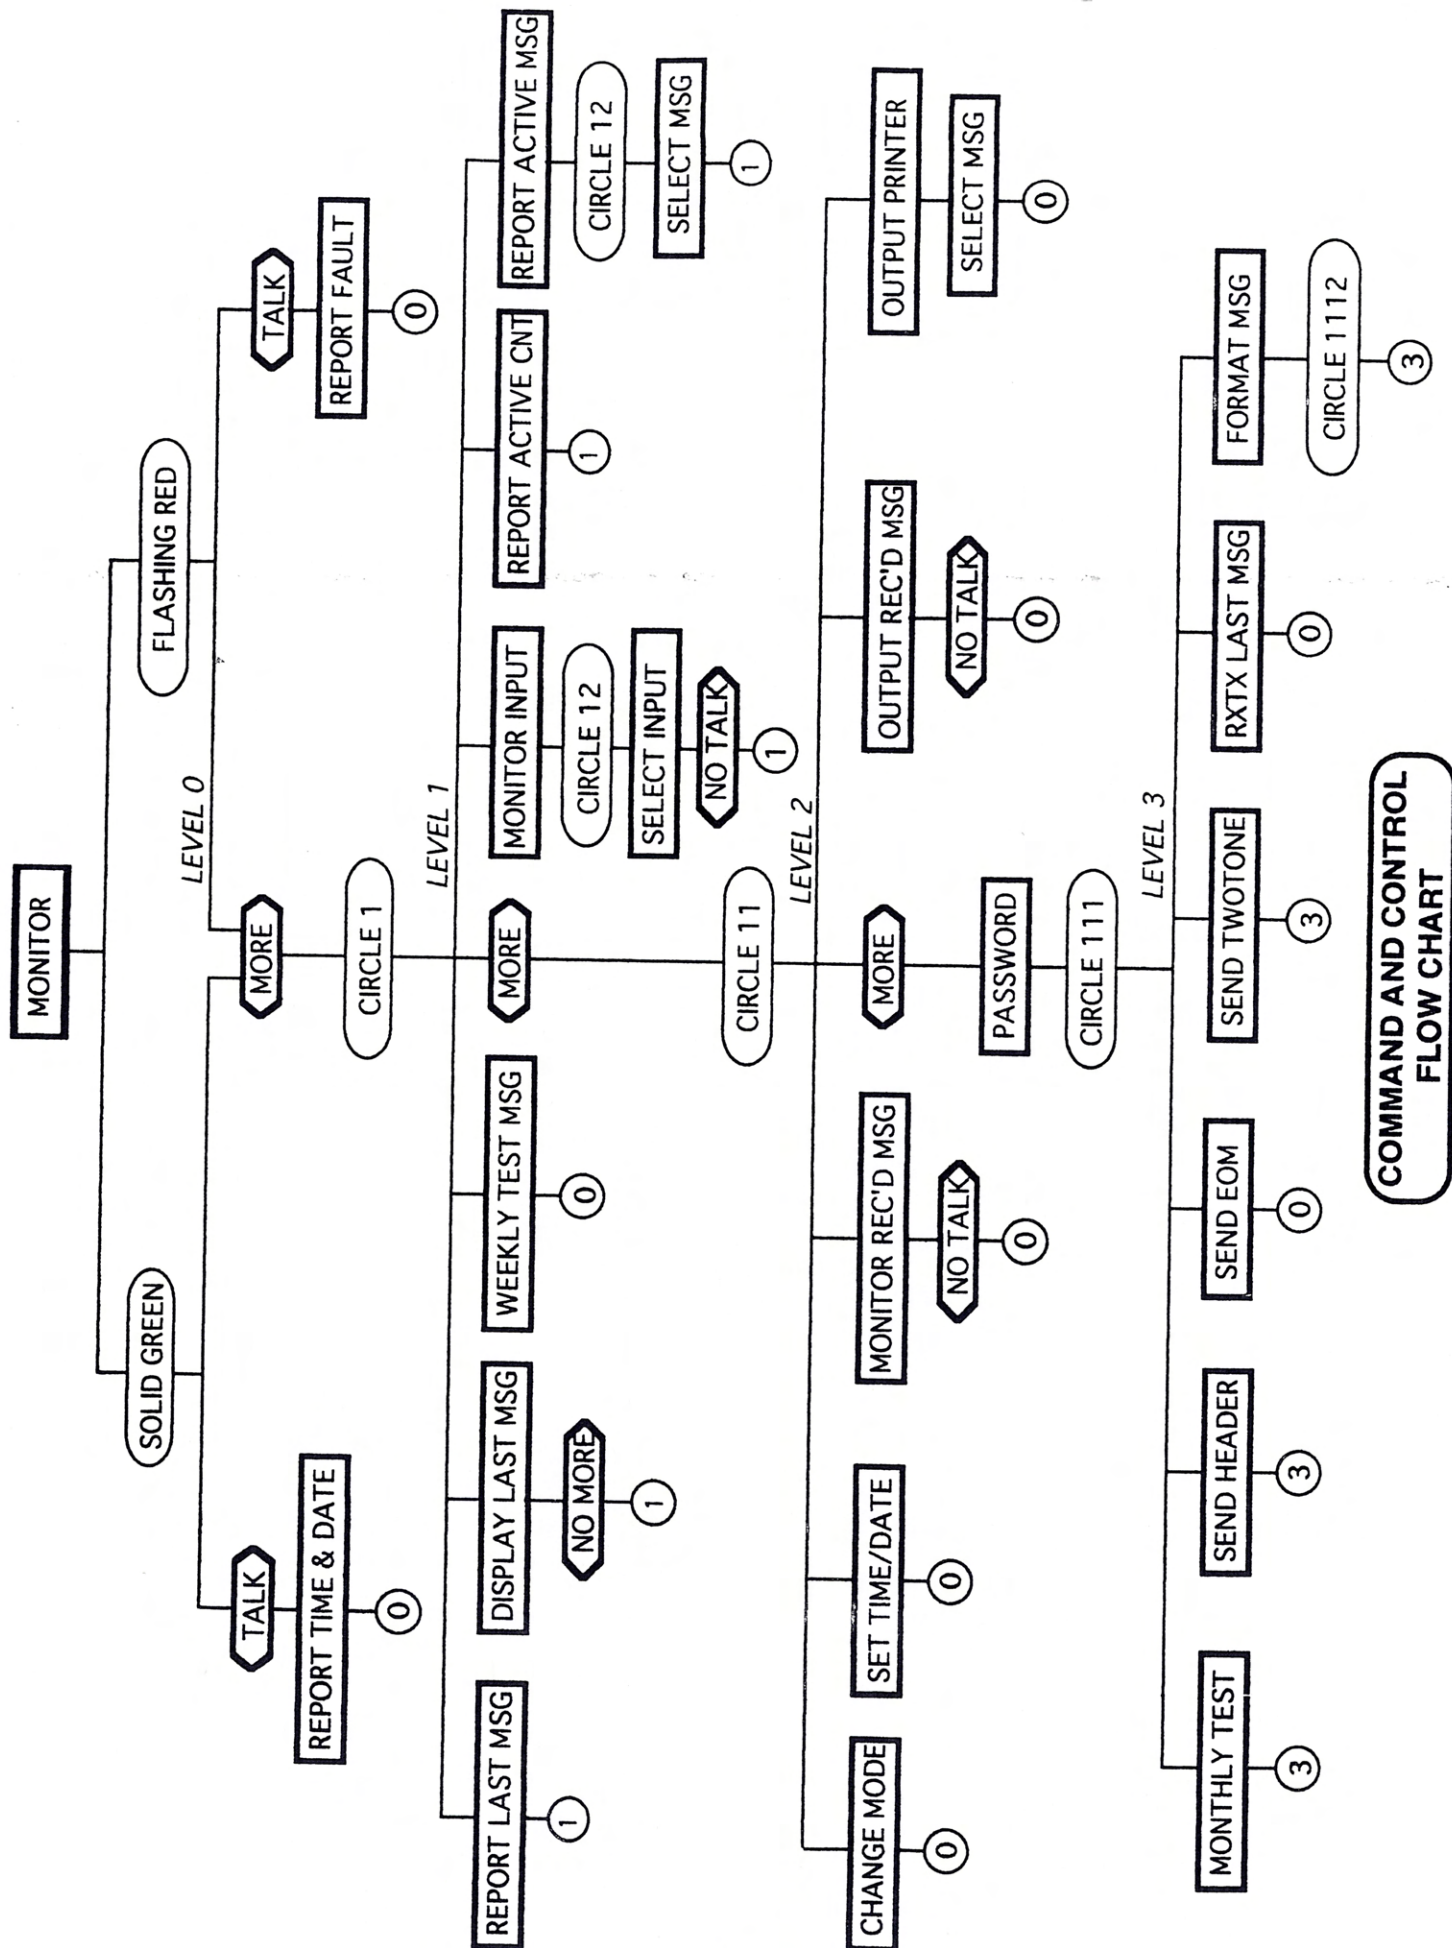 MONITOR
SOLID GREEN
FLASHING RED
LEVEL 0
TALK
MORE
TALK
REPORT TIME & DATE
CIRCLE 1
REPORT FAULT
0
0
LEVEL 1
REPORT LAST MSG
DISPLAY LAST MSG
WEEKLY TEST MSG
MORE
MONITOR INPUT
REPORT ACTIVE CNT
REPORT ACTIVE MSG
1
NO MORE
0
CIRCLE 12
1
CIRCLE 12
1
SELECT INPUT
SELECT MSG
NO TALK
1
1
CIRCLE 11
LEVEL 2
CHANGE MODE
SET TIME/DATE
MONITOR REC'D MSG
MORE
OUTPUT REC'D MSG
OUTPUT PRINTER
0
0
NO TALK
PASSWORD
NO TALK
SELECT MSG
0
0
0
CIRCLE 111
LEVEL 3
MONTHLY TEST
SEND HEADER
SEND EOM
SEND TWOTONE
RXTX LAST MSG
FORMAT MSG
3
3
0
3
0
CIRCLE 1112
3
COMMAND AND CONTROL
FLOW CHART